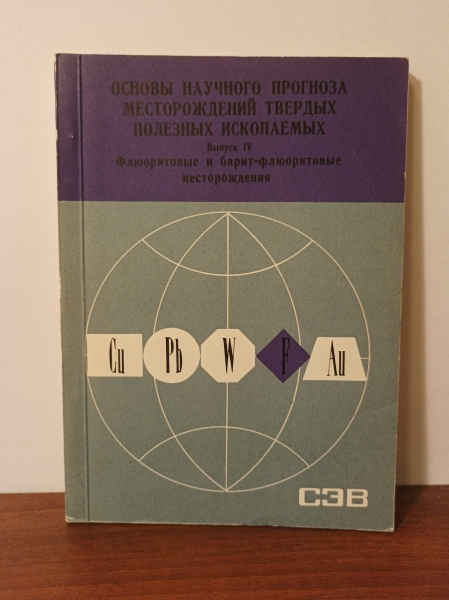 ОСНОВЫ НАУЧНОГО ПРОГНОЗА
МЕСТОРОЖДЕНИЙ ТВЕРДЫХ
ПОЛЕЗНЫХ ИСКОПАЕМЫХ
Выпуск IV
Флюоритовые и барит-флюоритовые
месторождения
Cu Pb W F Au
СЭВ